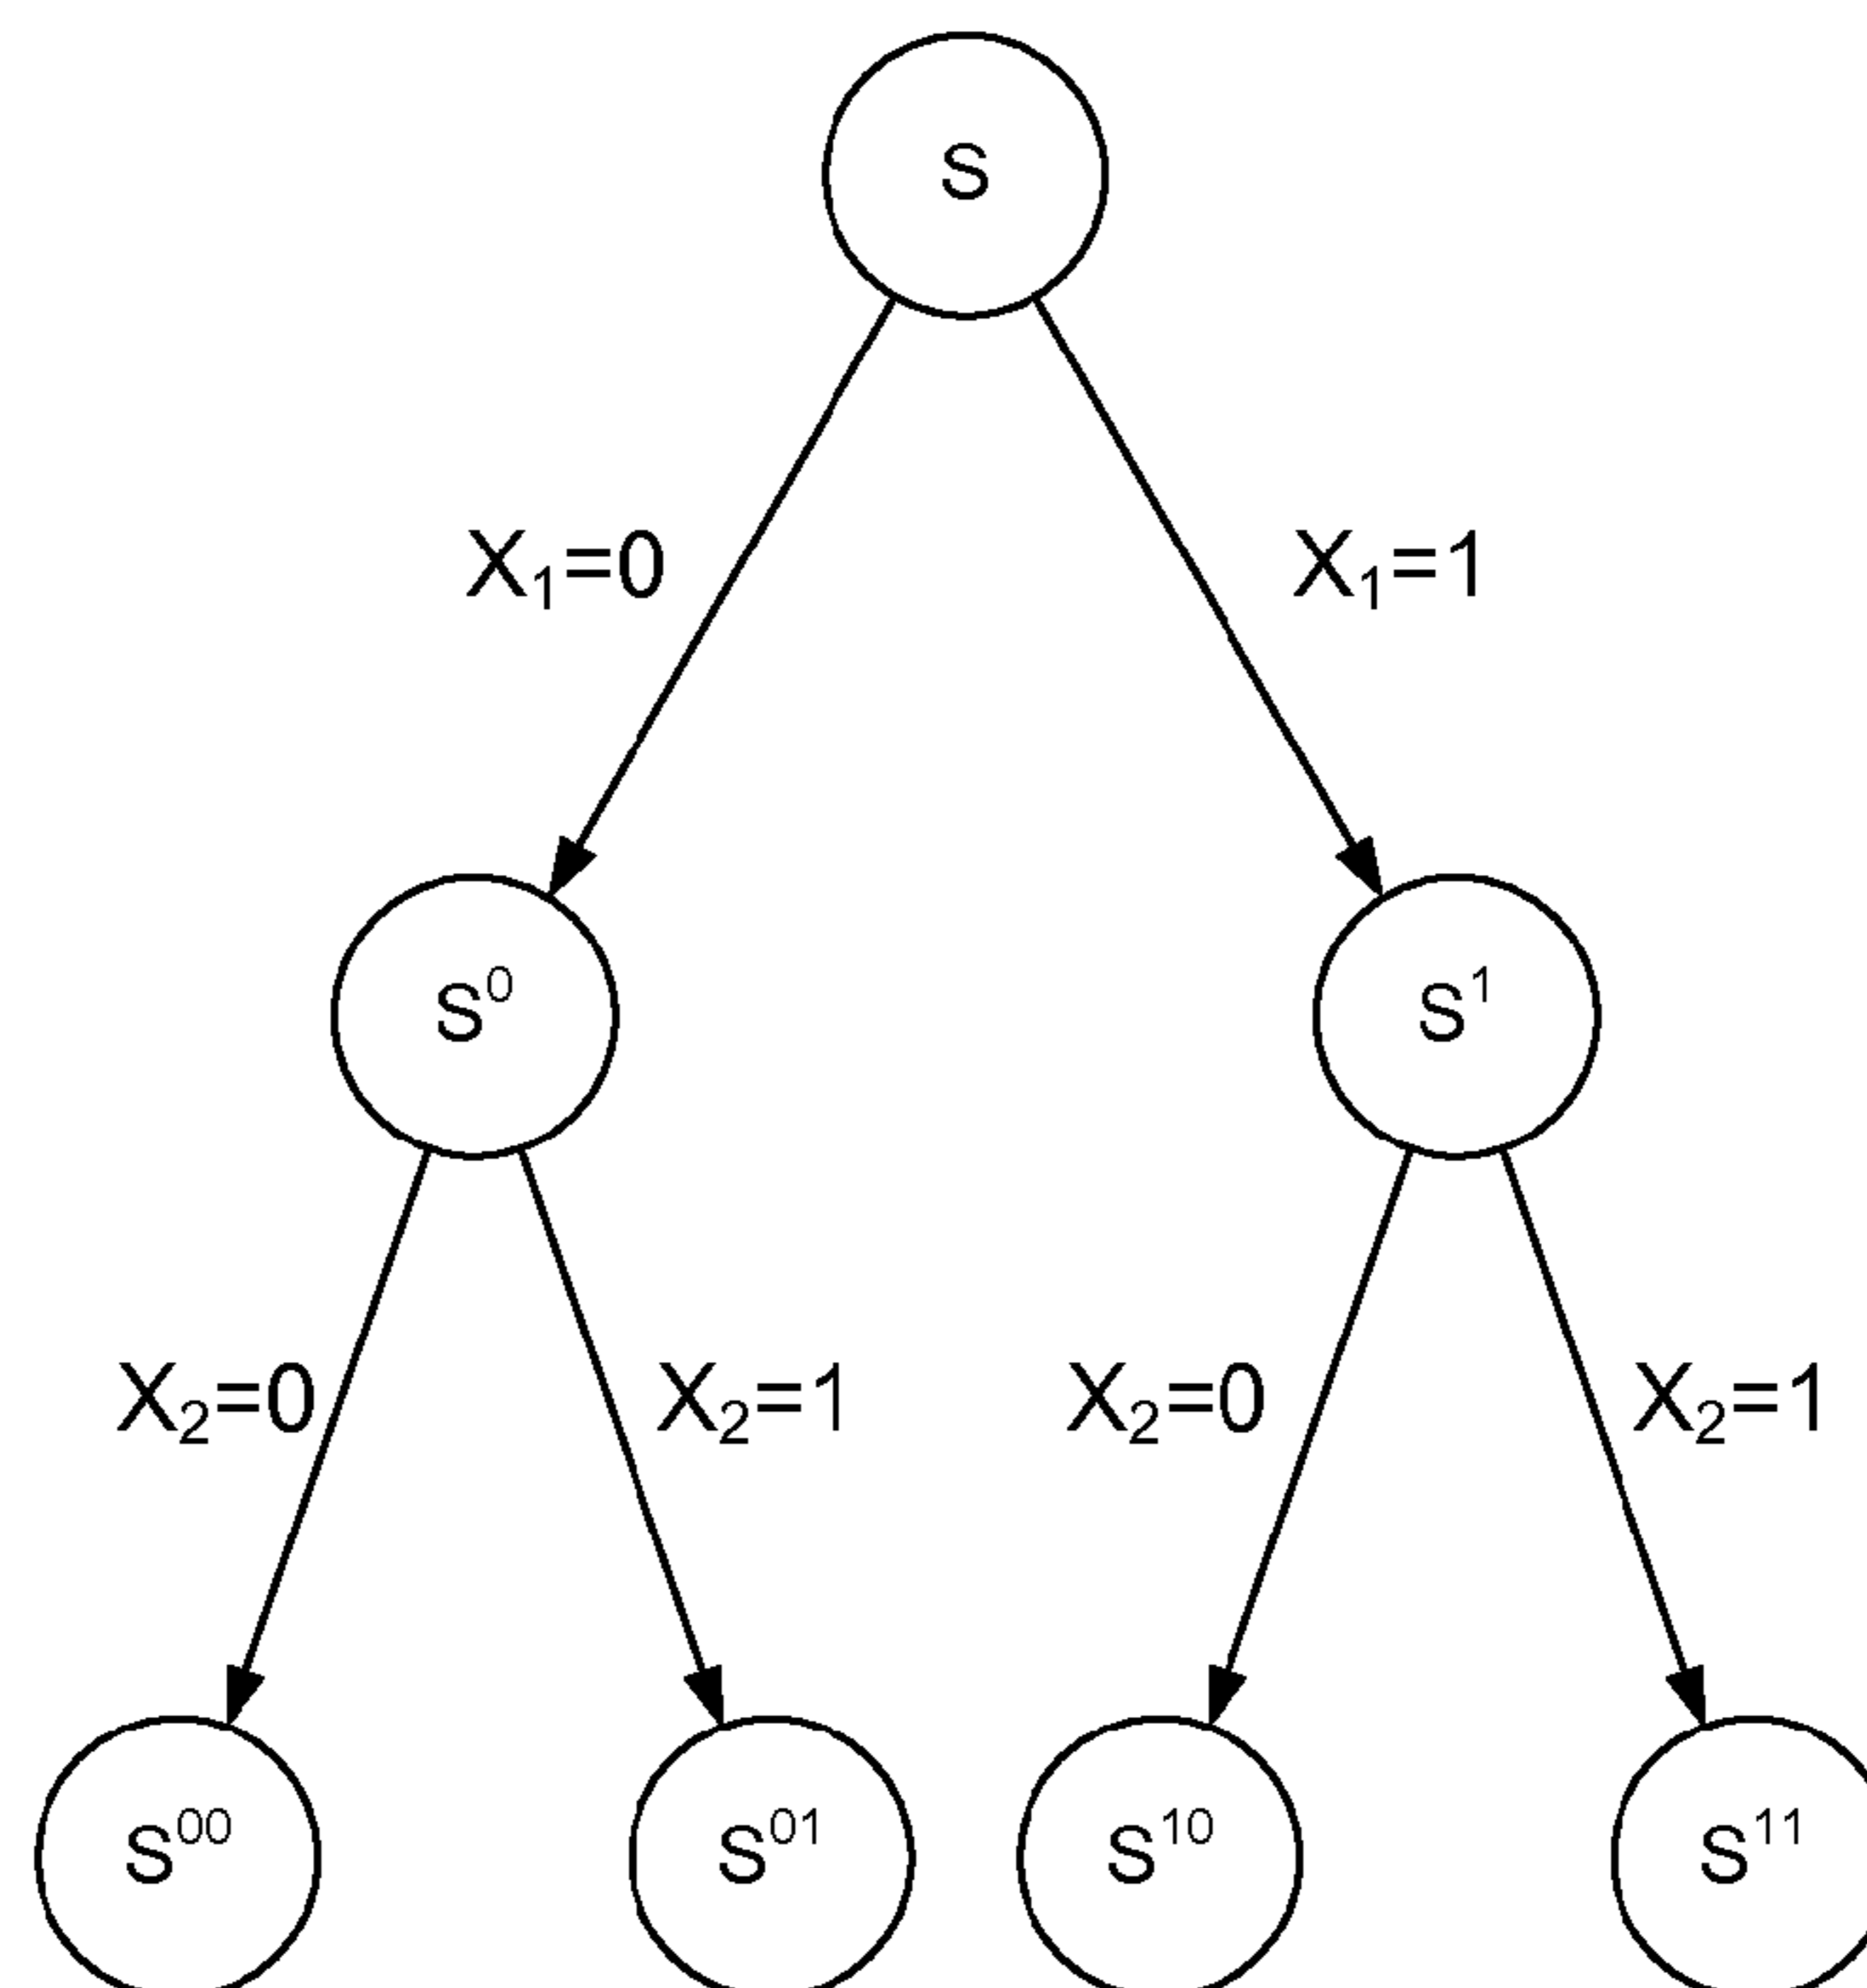 S
X₁=0 X₁=1
S⁰ S¹
X₂=0 X₂=1 X₂=0 X₂=1
S⁰⁰ S⁰¹ S¹⁰ S¹¹